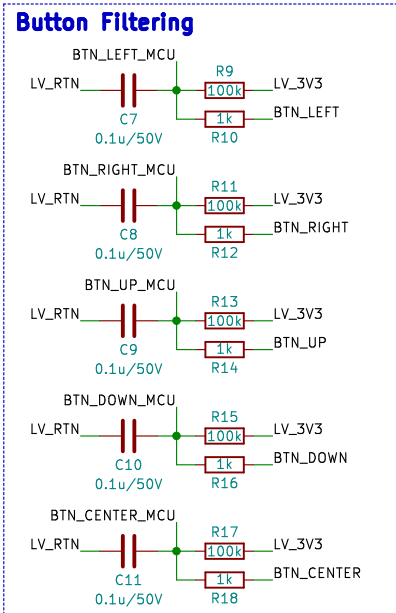 Button Filtering
BTN_LEFT_MCU
R9
LV_RTN
100k
LV_3V3
C7
1k
BTN_LEFT
0.1u/50V
R10
BTN_RIGHT_MCU
R11
LV_RTN
100k
LV_3V3
C8
1k
BTN_RIGHT
0.1u/50V
R12
BTN_UP_MCU
R13
LV_RTN
100k
LV_3V3
C9
1k
BTN_UP
0.1u/50V
R14
BTN_DOWN_MCU
R15
LV_RTN
100k
LV_3V3
C10
1k
BTN_DOWN
0.1u/50V
R16
BTN_CENTER_MCU
R17
LV_RTN
100k
LV_3V3
C11
1k
BTN_CENTER
0.1u/50V
R18